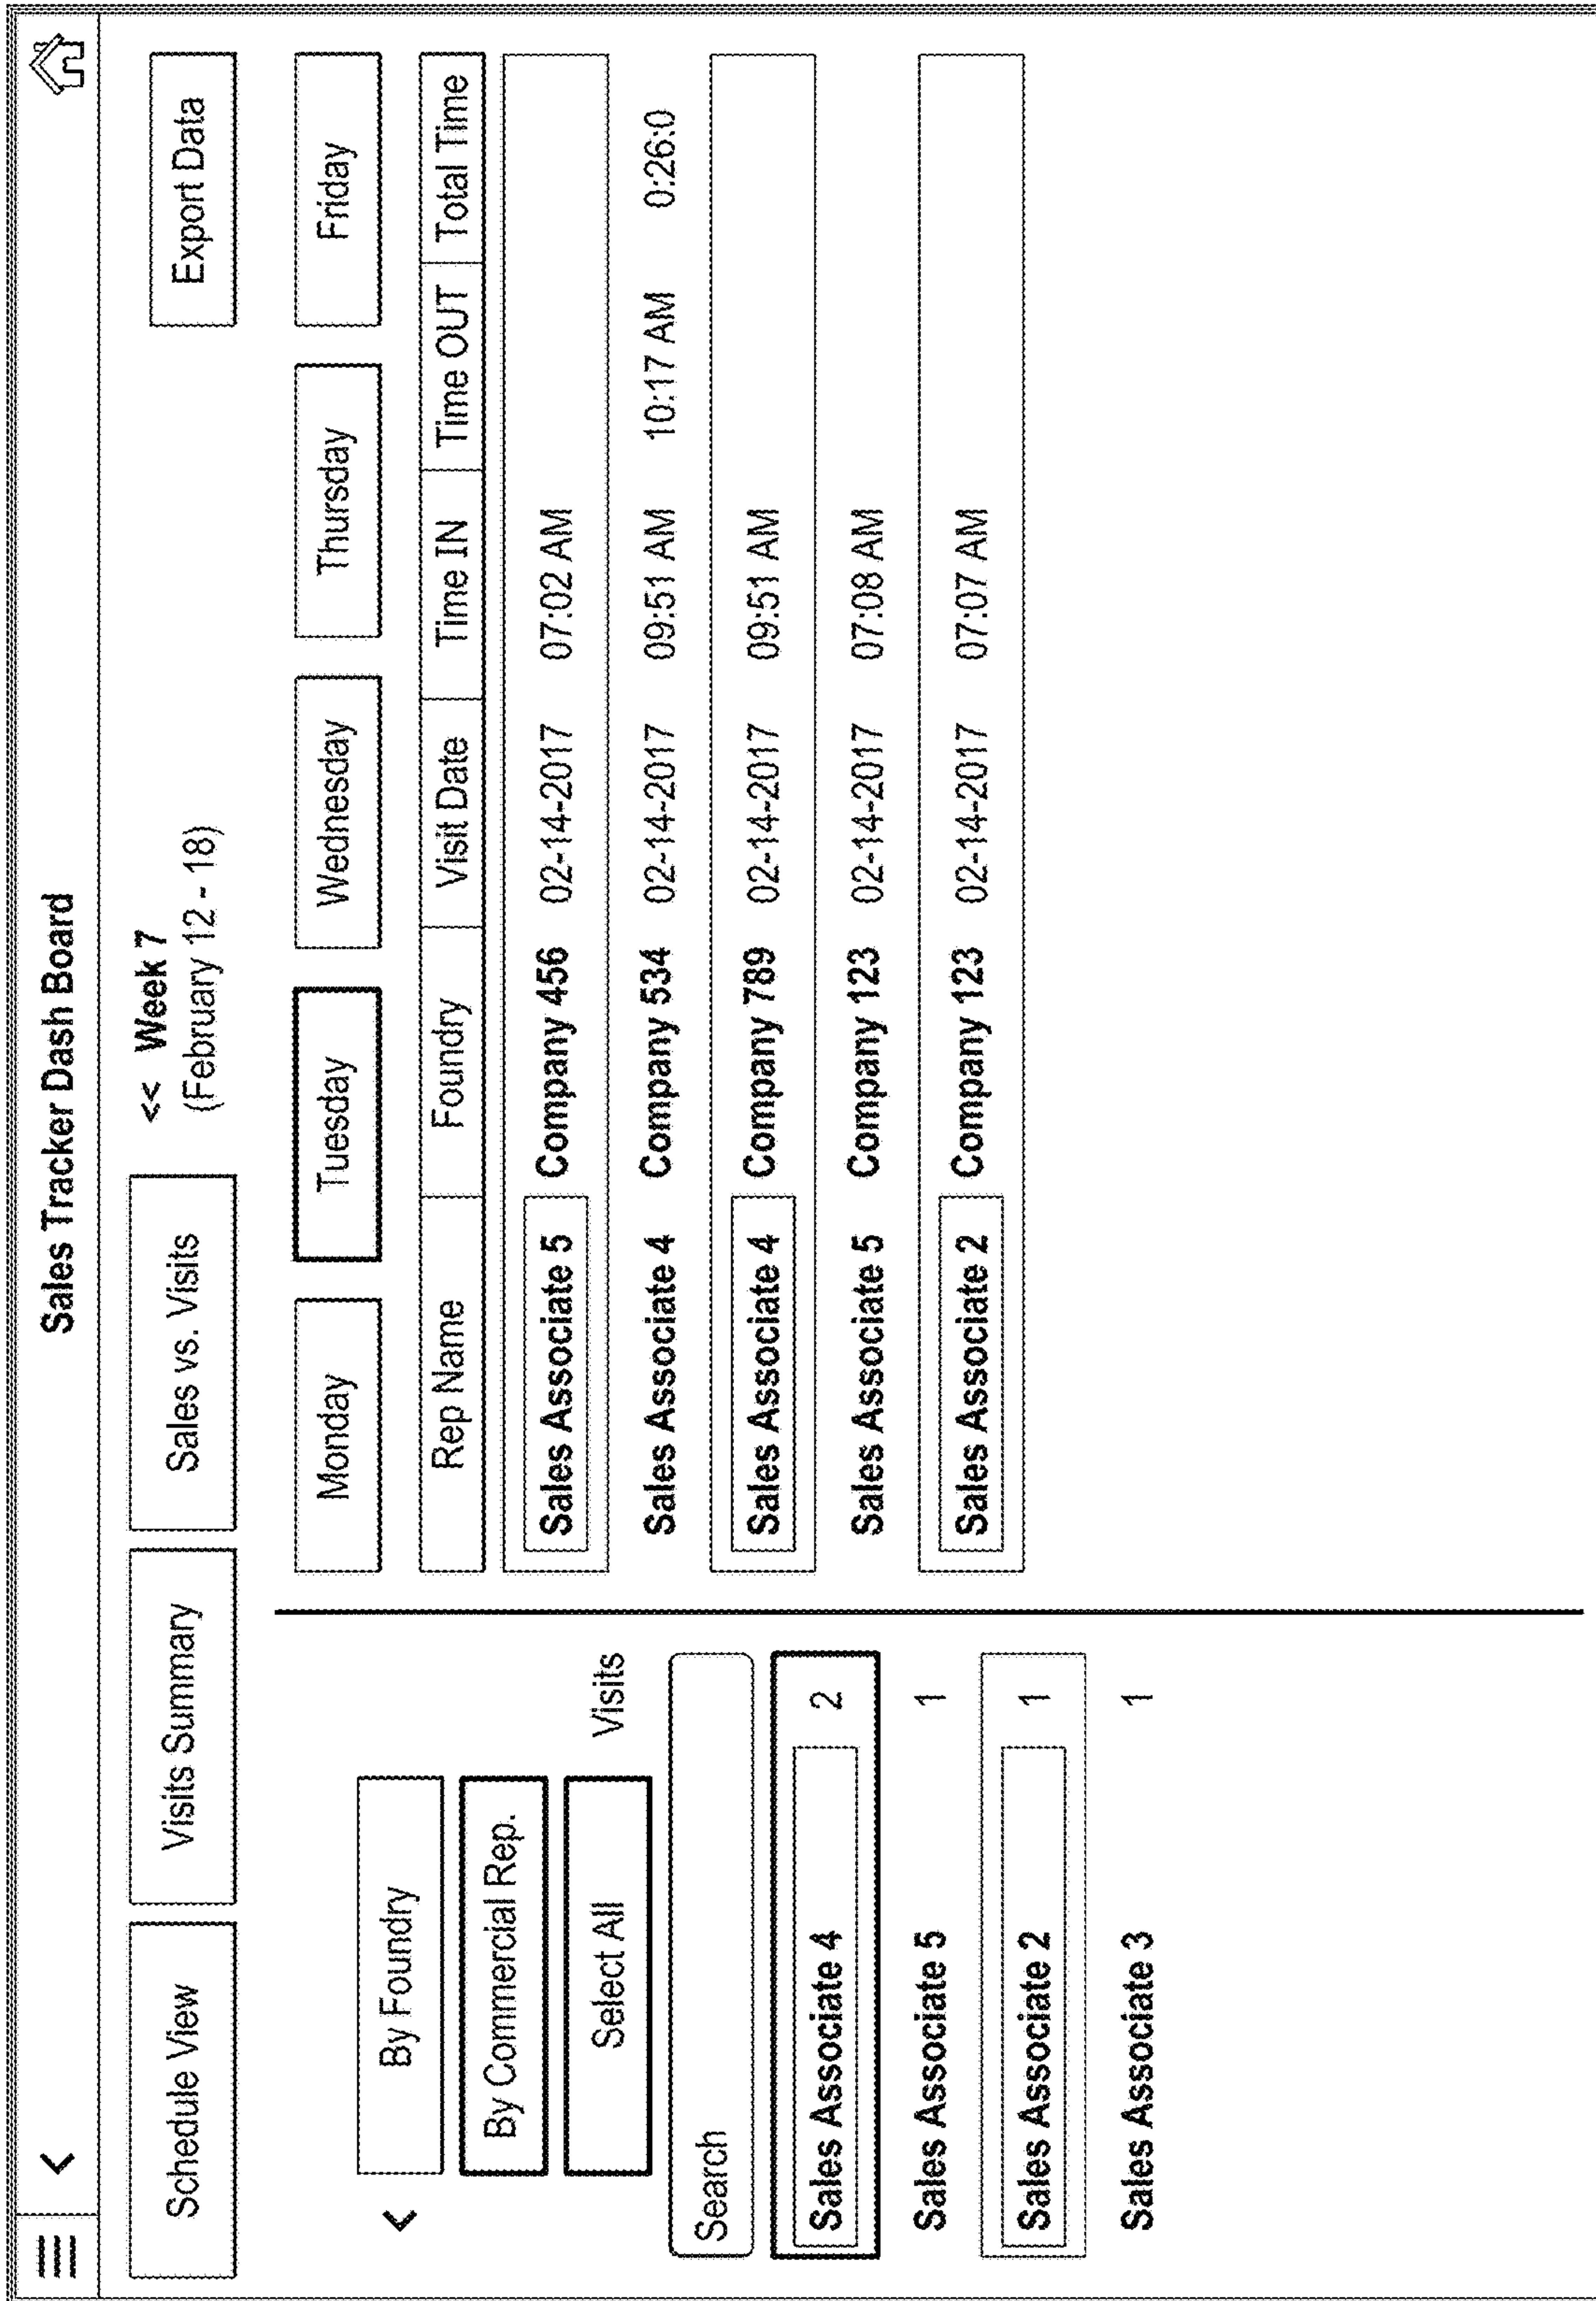 Sales Tracker Dash Board
Schedule View
Visits Summary
Sales vs. Visits
<< Week 7
(February 12 - 18)
Export Data
By Foundry
By Commercial Rep.
Select All
Visits
Search
Sales Associate 4 2
Sales Associate 5 1
Sales Associate 2 1
Sales Associate 3 1
Monday
Tuesday
Wednesday
Thursday
Friday
Rep Name Foundry Visit Date Time IN Time OUT Total Time
Sales Associate 5 Company 456 02-14-2017 07:02 AM
Sales Associate 4 Company 534 02-14-2017 09:51 AM 10:17 AM 0:26:0
Sales Associate 4 Company 789 02-14-2017 09:51 AM
Sales Associate 5 Company 123 02-14-2017 07:08 AM
Sales Associate 2 Company 123 02-14-2017 07:07 AM